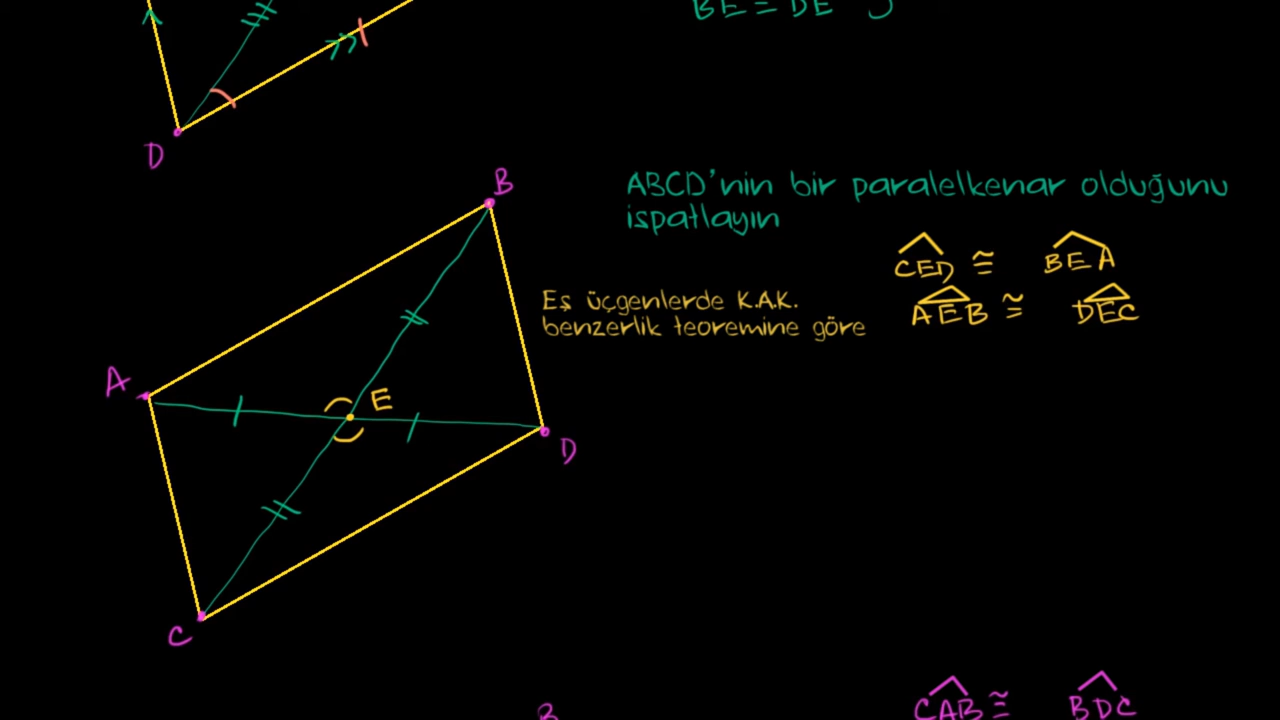 BE = DE
D
B
ABCD'nin bir paralelkenar olduğunu
ispatlayın
CED ≅ BEA
Eş üçgenlerde K.A.K.
benzerlik teoremine göre
AEB ≅ DEC
A
E
D
C
B
CAB ≅ BDC